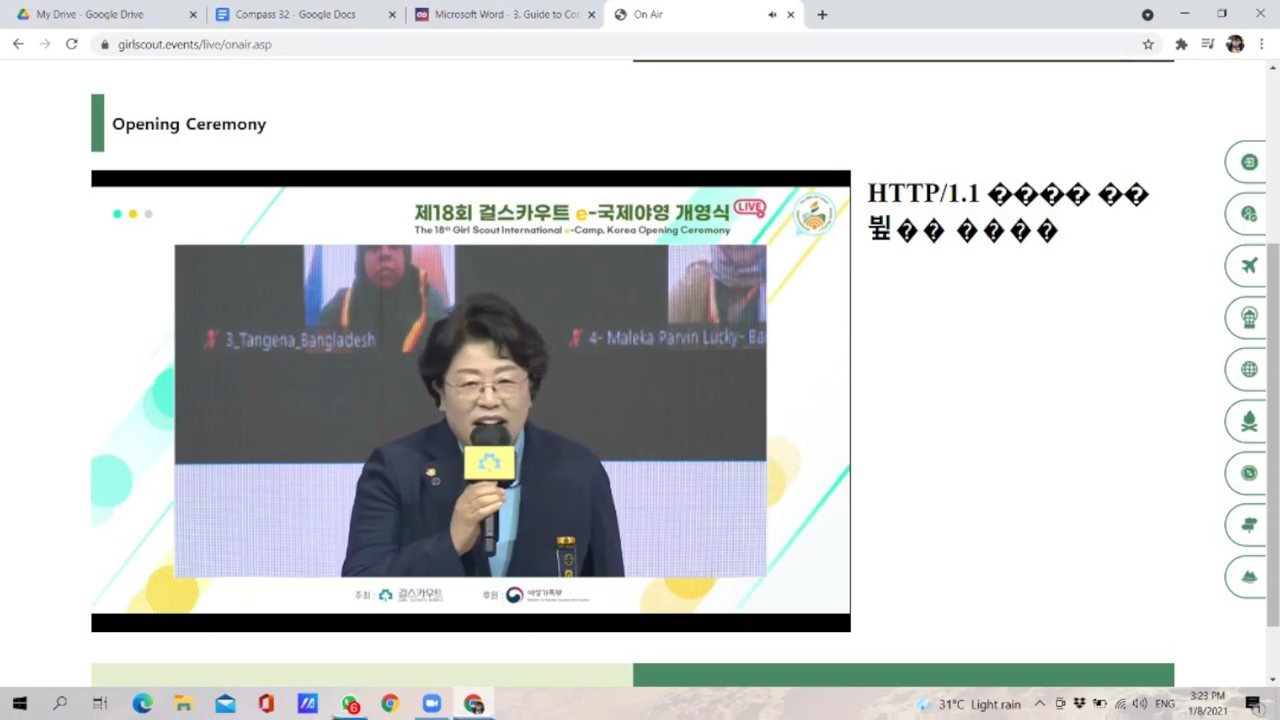 My Drive - Google Drive
Compass 32 - Google Docs
Microsoft Word - 3. Guide to Cor
On Air
girlscout.events/live/onair.asp
Opening Ceremony
제18회 걸스카우트 e-국제야영 개영식 LIVE
The 18th Girl Scout International e-Camp, Korea Opening Ceremony
3_Tangena_Bangladesh
4- Maleka Parvin Lucky- Ba
주최 : 걸스카우트
후원 : 여성가족부
HTTP/1.1 ���� ��
뷁�� ����
6
31°C Light rain
ENG
3:23 PM
1/8/2021
1